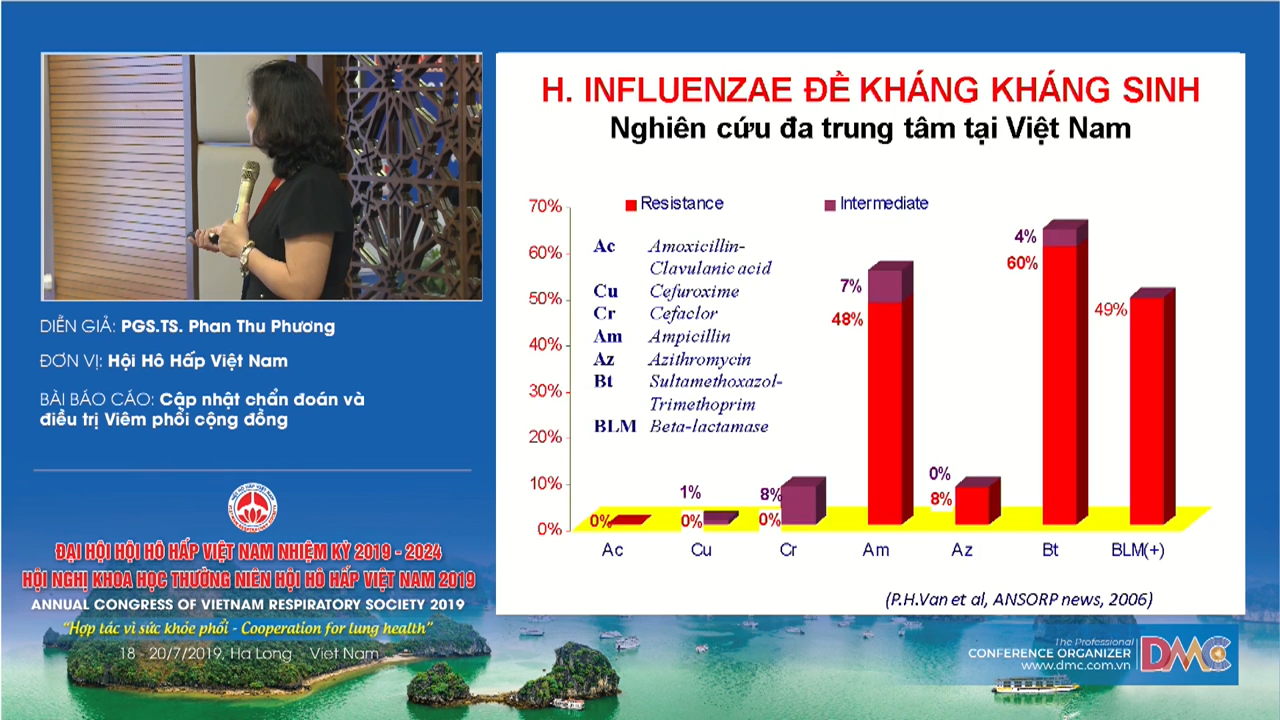 H. INFLUENZAE ĐỀ KHÁNG KHÁNG SINH
Nghiên cứu đa trung tâm tại Việt Nam
70%
60%
50%
40%
30%
20%
10%
0%
Resistance
Intermediate
Ac Amoxicillin-
Clavulanic acid
Cu Cefuroxime
Cr Cefaclor
Am Ampicillin
Az Azithromycin
Bt Sultamethoxazol-
Trimethoprim
BLM Beta-lactamase
0%
1%
0%
8%
0%
7%
48%
0%
8%
4%
60%
49%
Ac Cu Cr Am Az Bt BLM(+)
(P.H.Van et al, ANSORP news, 2006)
DIỄN GIẢ: PGS.TS. Phan Thu Phương
ĐƠN VỊ: Hội Hô Hấp Việt Nam
BÀI BÁO CÁO: Cập nhật chẩn đoán và
điều trị Viêm phổi cộng đồng
ĐẠI HỘI HỘI HÔ HẤP VIỆT NAM NHIỆM KỲ 2019 - 2024
HỘI NGHỊ KHOA HỌC THƯỜNG NIÊN HỘI HÔ HẤP VIỆT NAM 2019
ANNUAL CONGRESS OF VIETNAM RESPIRATORY SOCIETY 2019
"Hợp tác vì sức khỏe phổi - Cooperation for lung health"
18 - 20/7/2019, Ha Long Viet Nam
The Professional
CONFERENCE ORGANIZER
www.dmc.com.vn
DMC